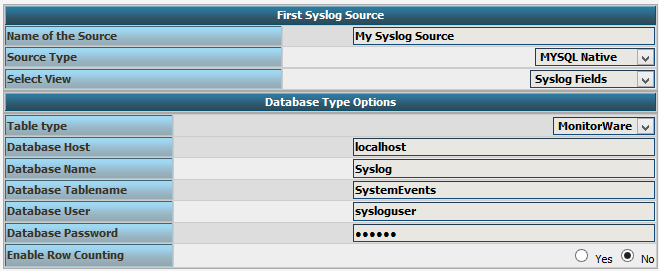 First Syslog Source
Name of the Source My Syslog Source
Source Type MYSQL Native
Select View Syslog Fields
Database Type Options
Table type MonitorWare
Database Host localhost
Database Name Syslog
Database Tablename SystemEvents
Database User sysloguser
Database Password ••••••
Enable Row Counting Yes No